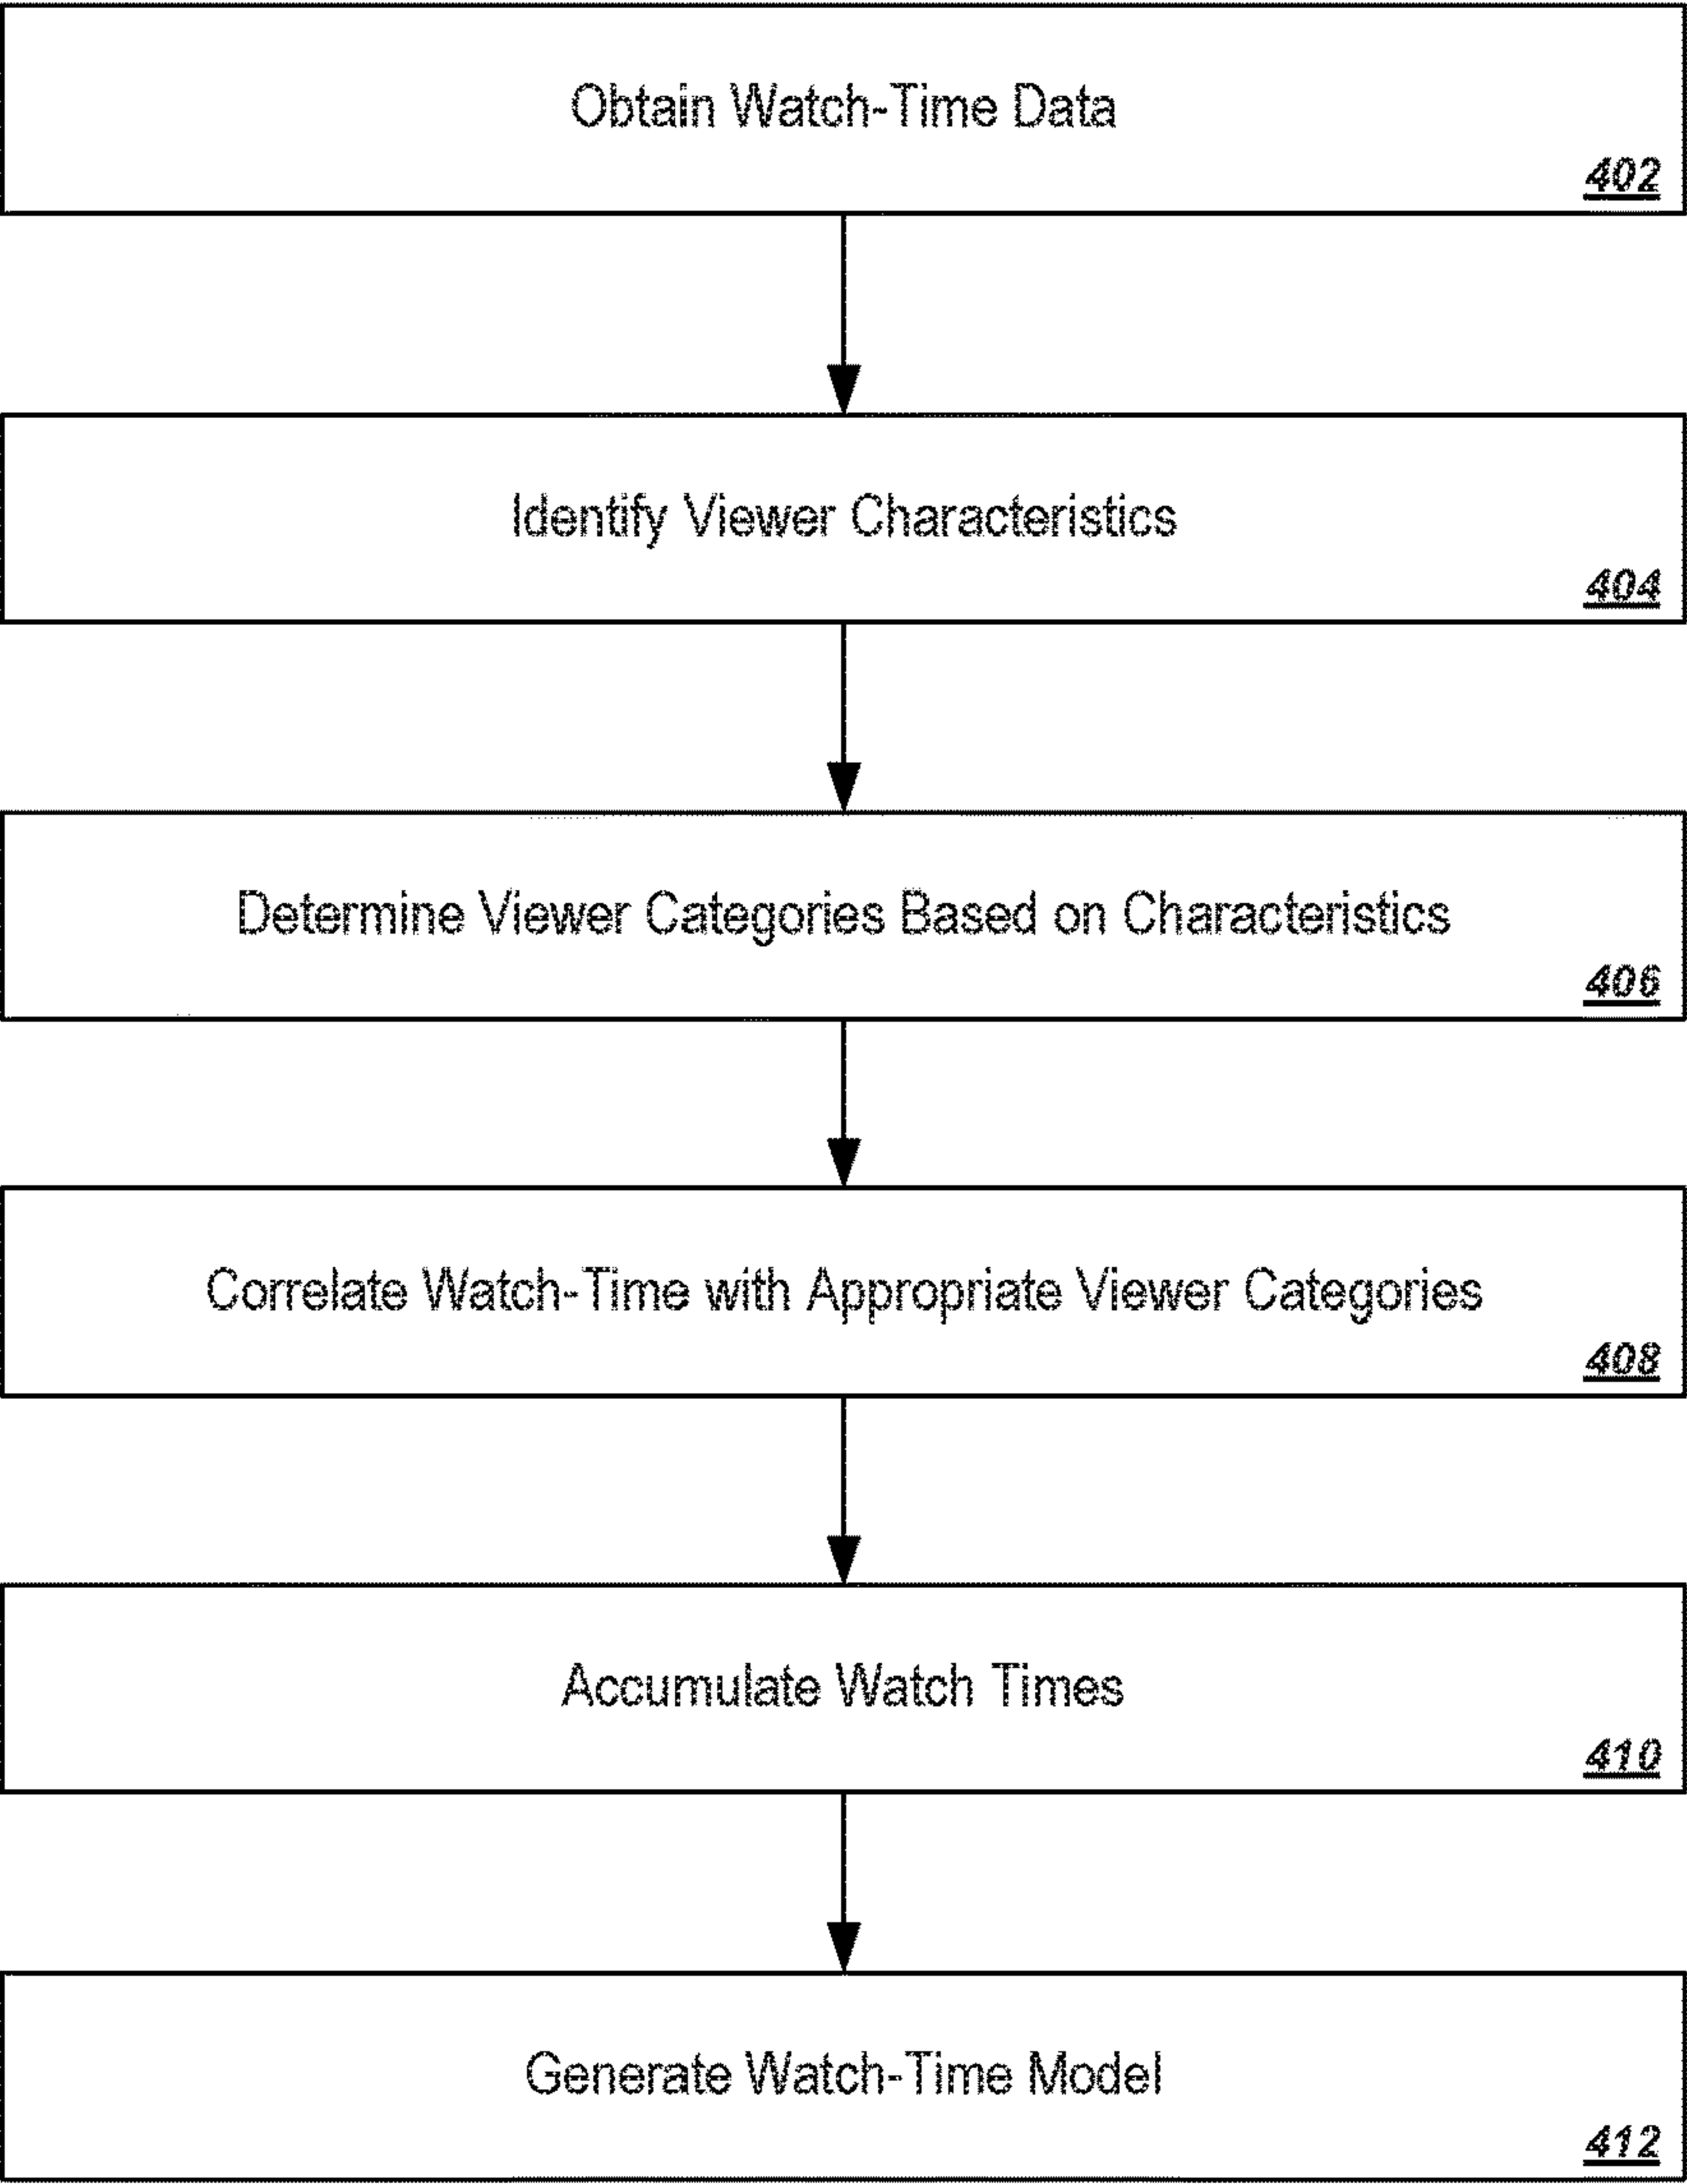 Obtain Watch-Time Data
402
Identify Viewer Characteristics
404
Determine Viewer Categories Based on Characteristics
406
Correlate Watch-Time with Appropriate Viewer Categories
408
Accumulate Watch Times
410
Generate Watch-Time Model
412